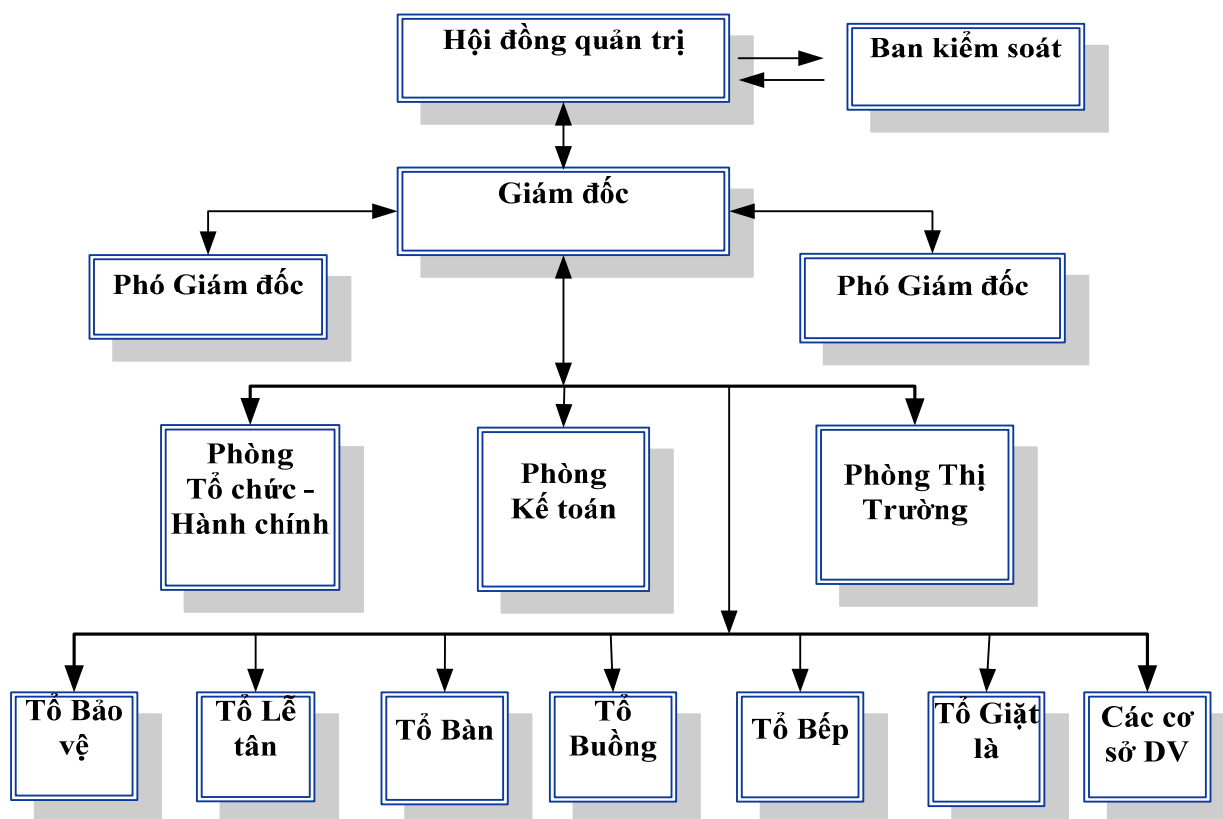 Hội đồng quản trị
Ban kiểm soát
Giám đốc
Phó Giám đốc
Phó Giám đốc
Phòng
Tổ chức -
Hành chính
Phòng
Kế toán
Phòng Thị
Trường
Tổ Bảo
vệ
Tổ Lễ
tân
Tổ Bàn
Tổ
Buồng
Tổ Bếp
Tổ Giặt
là
Các cơ
sở DV